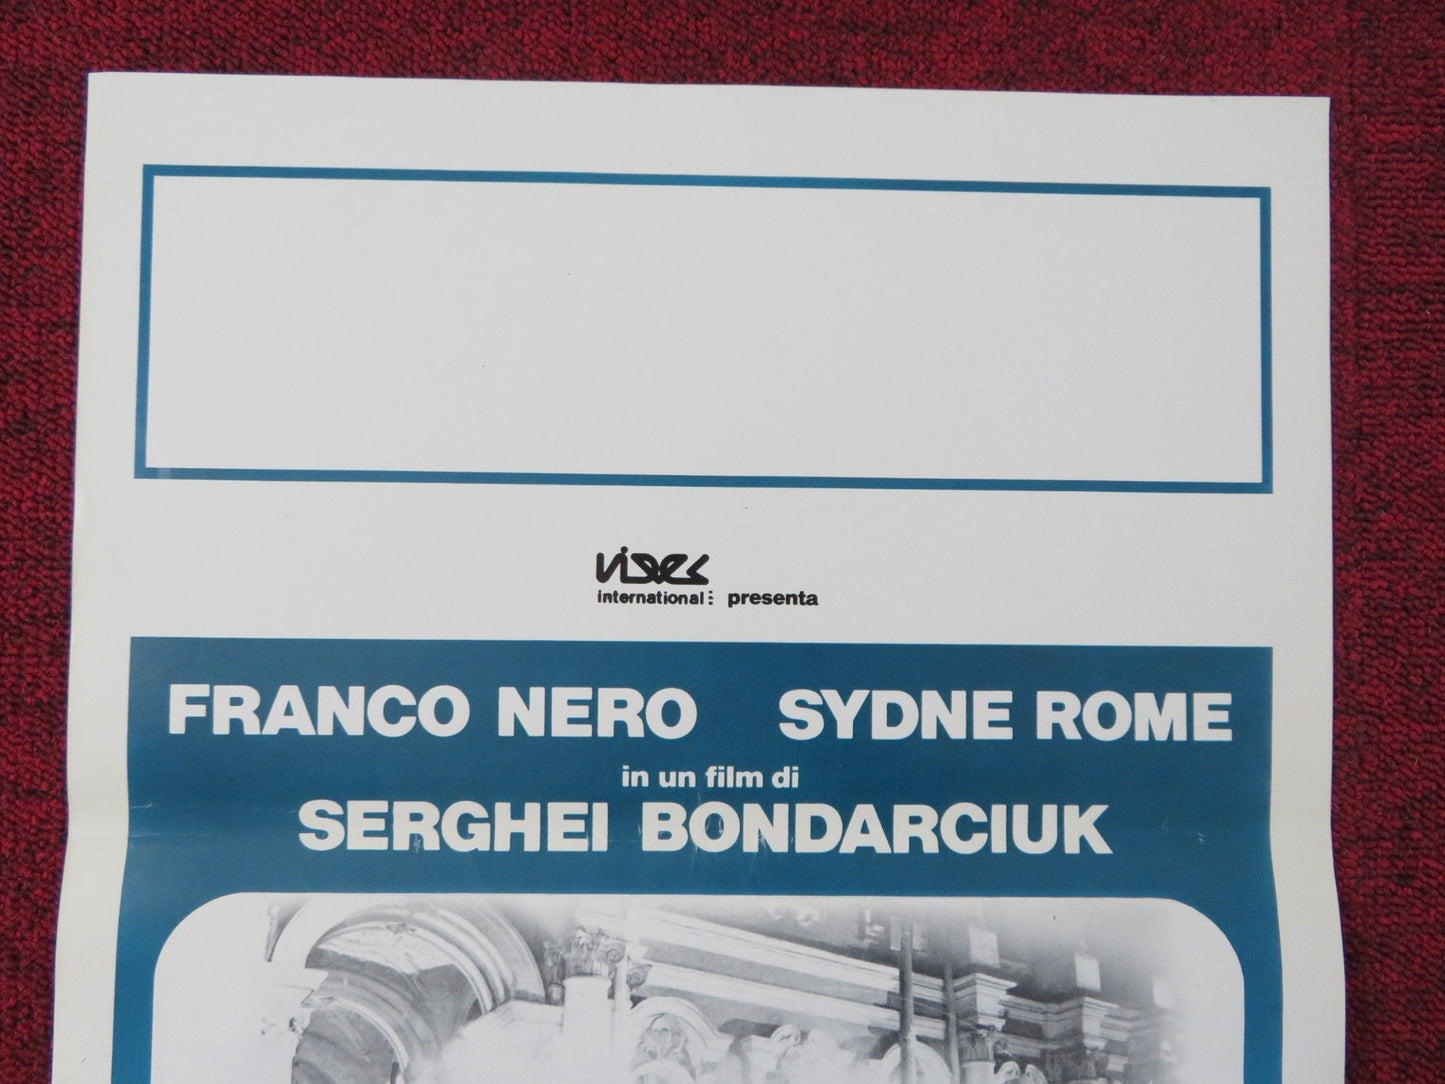 vides
international: presenta
FRANCO NERO SYDNE ROME
in un film di
SERGHEI BONDARCIUK